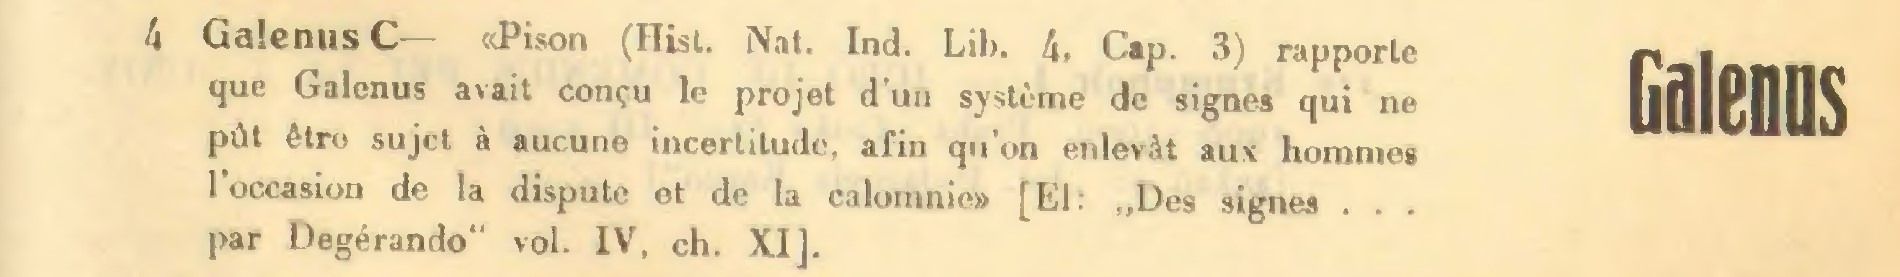 4 Galenus C— «Pison (Hist. Nat. Ind. Lib. 4, Cap. 3) rapporte
que Galenus avait conçu le projet d'un système de signes qui ne
pût être sujet à aucune incertitude, afin qu'on enlevât aux hommes
l'occasion de la dispute et de la calomnie» [El: „Des signes . . .
par Degérando“ vol. IV, ch. XI].
Galenus